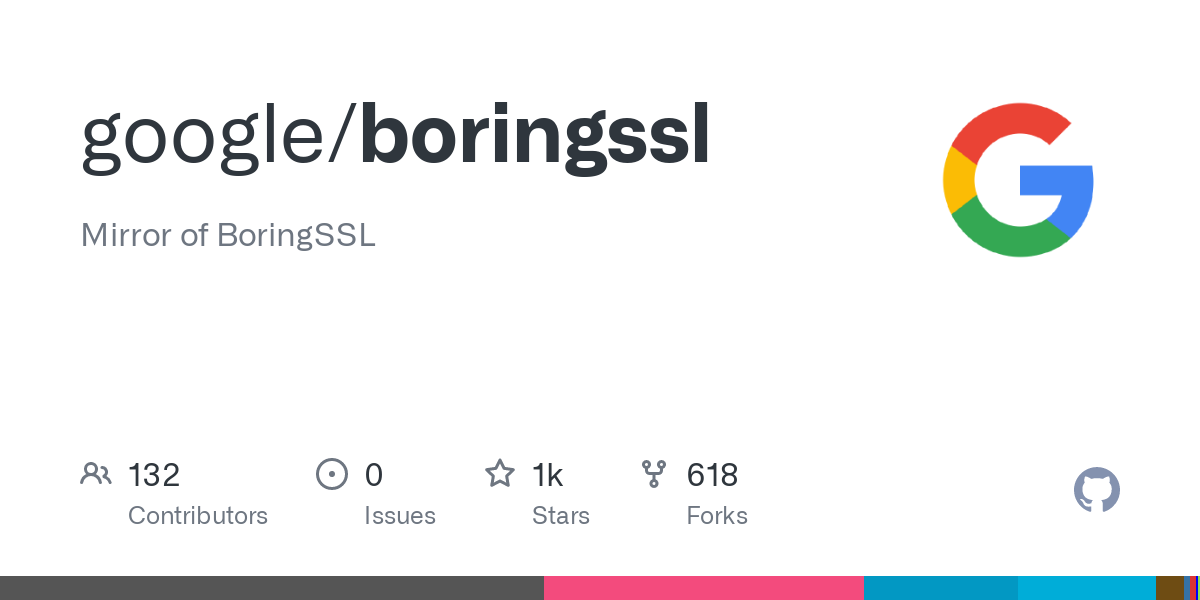 google/boringssl
Mirror of BoringSSL
132
Contributors
0
Issues
1k
Stars
618
Forks